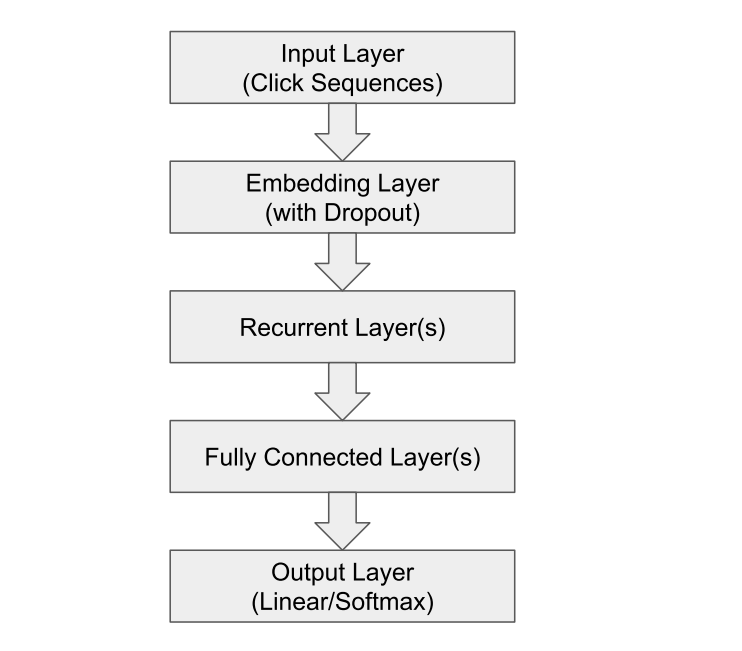 Input Layer
(Click Sequences)
Embedding Layer
(with Dropout)
Recurrent Layer(s)
Fully Connected Layer(s)
Output Layer
(Linear/Softmax)